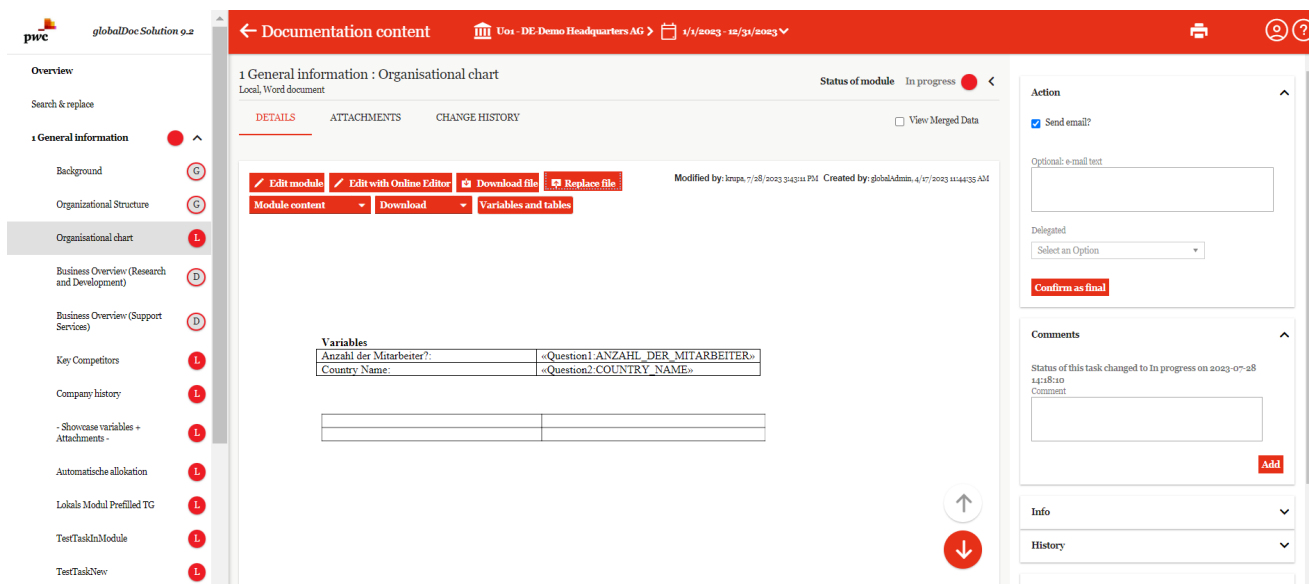 pwc
globalDoc Solution 9.2
Documentation content
U01 - DE-Demo Headquarters AG
1/1/2023 - 12/31/2023
Overview
Search & replace
1 General information
Background G
Organizational Structure G
Organisational chart L
Business Overview (Research
and Development) D
Business Overview (Support
Services) D
Key Competitors L
Company history L
- Showcase variables +
Attachments - L
Automatische allokation L
Lokals Modul Prefilled TG L
TestTaskInModule L
TestTaskNew L
1 General information : Organisational chart
Local, Word document
Status of module In progress
DETAILS ATTACHMENTS CHANGE HISTORY
View Merged Data
Edit module Edit with Online Editor Download file Replace file
Modified by: krupa, 7/28/2023 3:43:11 PM Created by: globalAdmin, 4/17/2023 11:44:35 AM
Module content Download Variables and tables
Variables
Anzahl der Mitarbeiter?: «Question1:ANZAHL_DER_MITARBEITER»
Country Name: «Question2:COUNTRY_NAME»
Action
Send email?
Optional: e-mail text
Delegated
Select an Option
Confirm as final
Comments
Status of this task changed to In progress on 2023-07-28
14:18:10
Comment
Add
Info
History